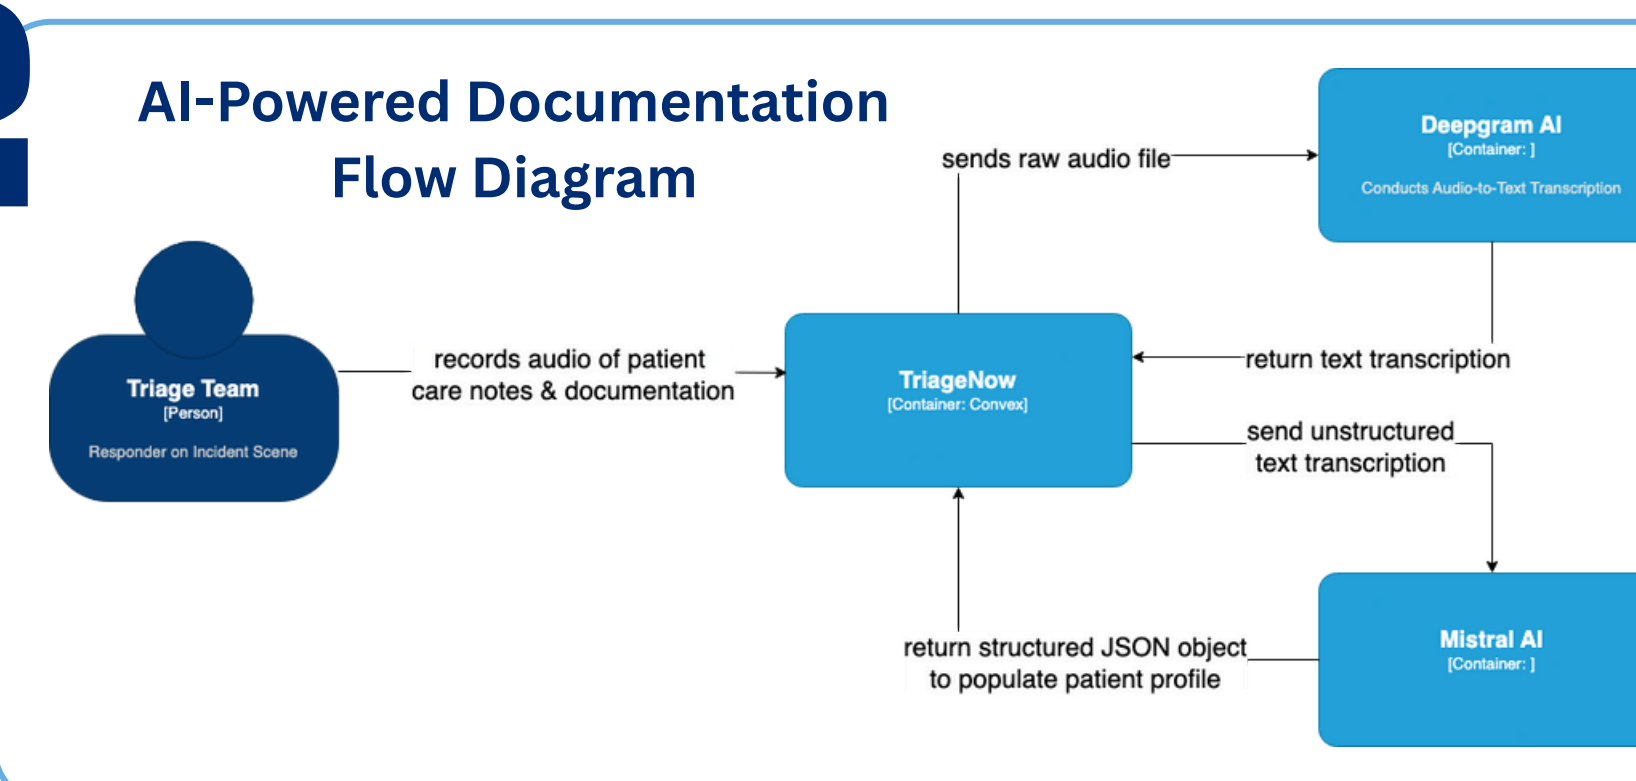 AI-Powered Documentation
Flow Diagram
sends raw audio file
Deepgram AI
[Container: ]
Conducts Audio-to-Text Transcription
Triage Team
[Person]
Responder on Incident Scene
records audio of patient
care notes & documentation
TriageNow
[Container: Convex]
return text transcription
send unstructured
text transcription
return structured JSON object
to populate patient profile
Mistral AI
[Container: ]